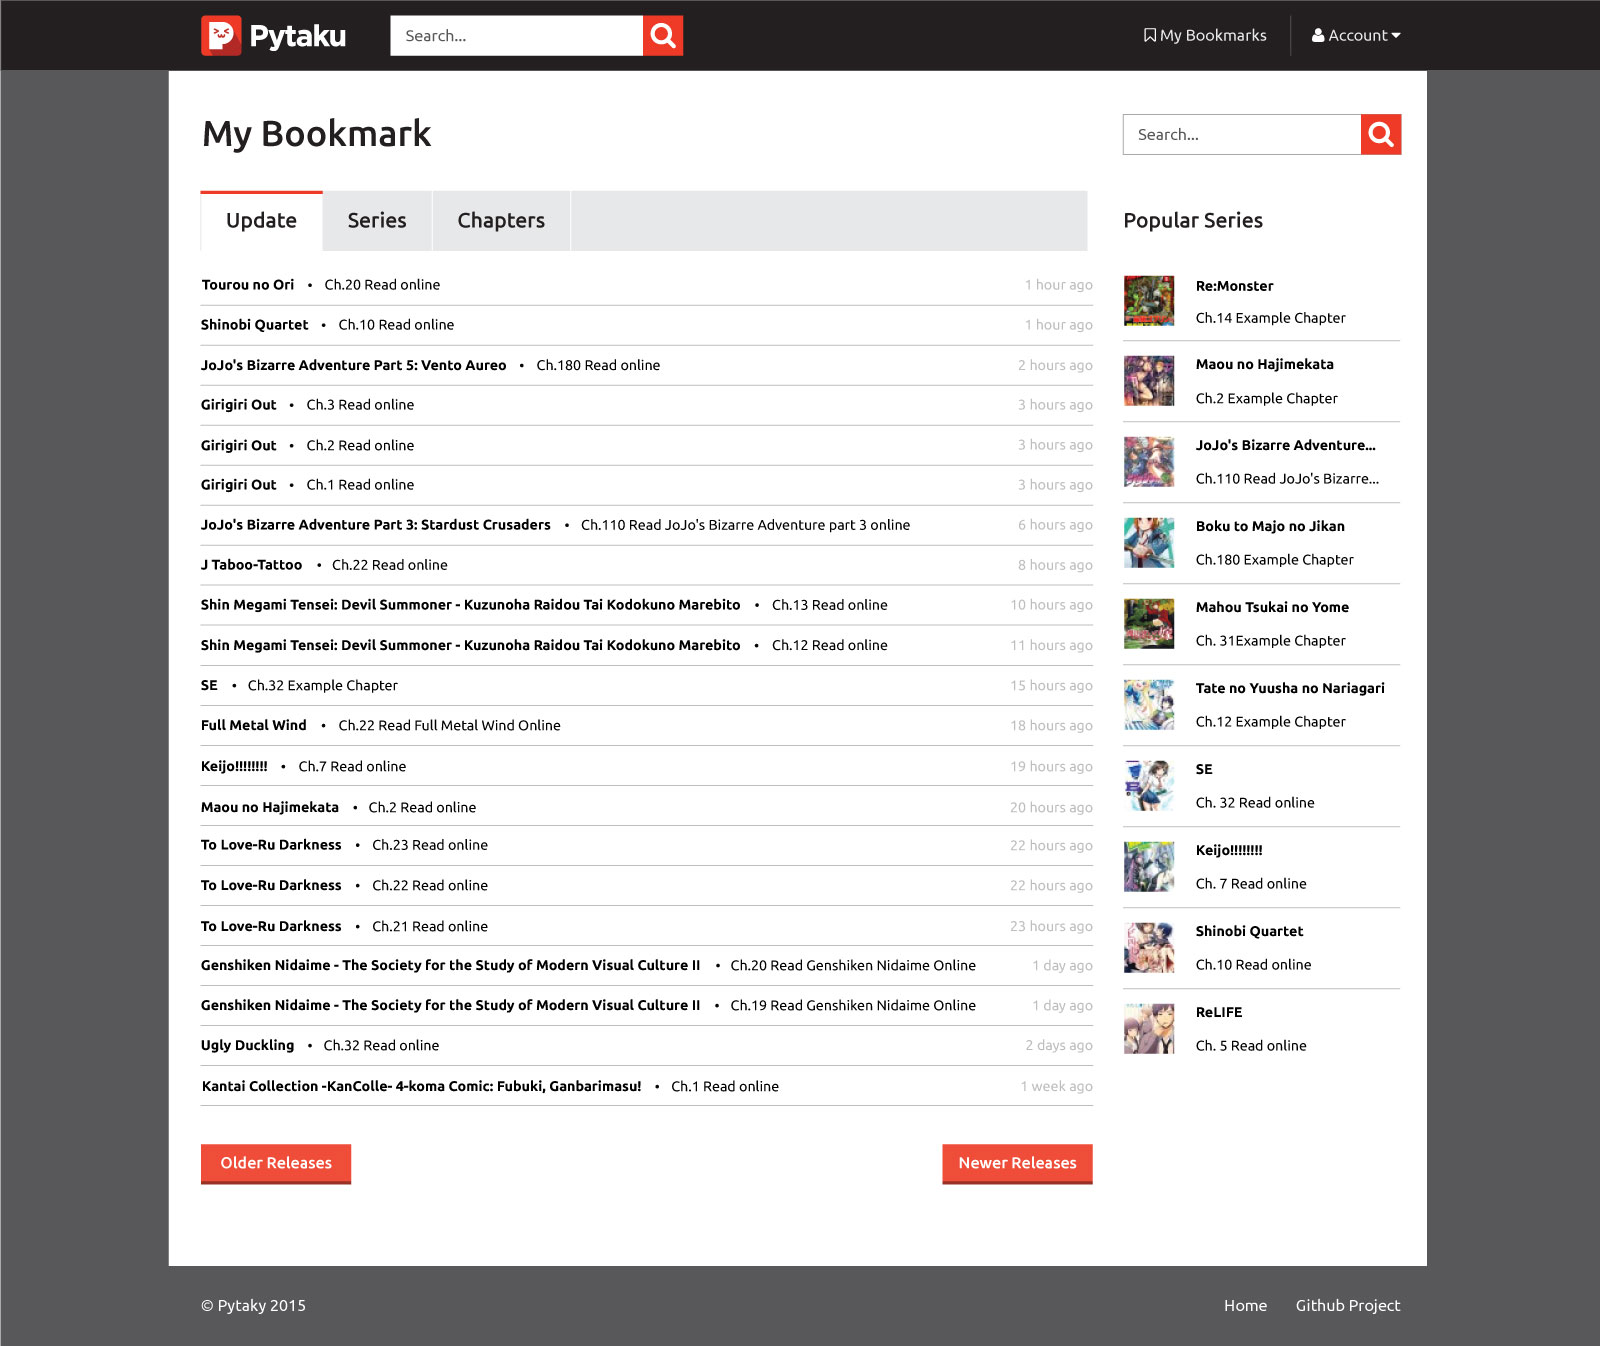 Pytaku
Search...
My Bookmarks
Account
My Bookmark
Search...
Update
Series
Chapters
Tourou no Ori • Ch.20 Read online 1 hour ago
Shinobi Quartet • Ch.10 Read online 1 hour ago
JoJo's Bizarre Adventure Part 5: Vento Aureo • Ch.180 Read online 2 hours ago
Girigiri Out • Ch.3 Read online 3 hours ago
Girigiri Out • Ch.2 Read online 3 hours ago
Girigiri Out • Ch.1 Read online 3 hours ago
JoJo's Bizarre Adventure Part 3: Stardust Crusaders • Ch.110 Read JoJo's Bizarre Adventure part 3 online 6 hours ago
J Taboo-Tattoo • Ch.22 Read online 8 hours ago
Shin Megami Tensei: Devil Summoner - Kuzunoha Raidou Tai Kodokuno Marebito • Ch.13 Read online 10 hours ago
Shin Megami Tensei: Devil Summoner - Kuzunoha Raidou Tai Kodokuno Marebito • Ch.12 Read online 11 hours ago
SE • Ch.32 Example Chapter 15 hours ago
Full Metal Wind • Ch.22 Read Full Metal Wind Online 18 hours ago
Keijo!!!!!!!! • Ch.7 Read online 19 hours ago
Maou no Hajimekata • Ch.2 Read online 20 hours ago
To Love-Ru Darkness • Ch.23 Read online 22 hours ago
To Love-Ru Darkness • Ch.22 Read online 22 hours ago
To Love-Ru Darkness • Ch.21 Read online 23 hours ago
Genshiken Nidaime - The Society for the Study of Modern Visual Culture II • Ch.20 Read Genshiken Nidaime Online 1 day ago
Genshiken Nidaime - The Society for the Study of Modern Visual Culture II • Ch.19 Read Genshiken Nidaime Online 1 day ago
Ugly Duckling • Ch.32 Read online 2 days ago
Kantai Collection -KanColle- 4-koma Comic: Fubuki, Ganbarimasu! • Ch.1 Read online 1 week ago
Older Releases
Newer Releases
Popular Series
Re:Monster
Ch.14 Example Chapter
Maou no Hajimekata
Ch.2 Example Chapter
JoJo's Bizarre Adventure...
Ch.110 Read JoJo's Bizarre...
Boku to Majo no Jikan
Ch.180 Example Chapter
Mahou Tsukai no Yome
Ch. 31Example Chapter
Tate no Yuusha no Nariagari
Ch.12 Example Chapter
SE
Ch. 32 Read online
Keijo!!!!!!!!
Ch. 7 Read online
Shinobi Quartet
Ch.10 Read online
ReLIFE
Ch. 5 Read online
© Pytaky 2015
Home
Github Project